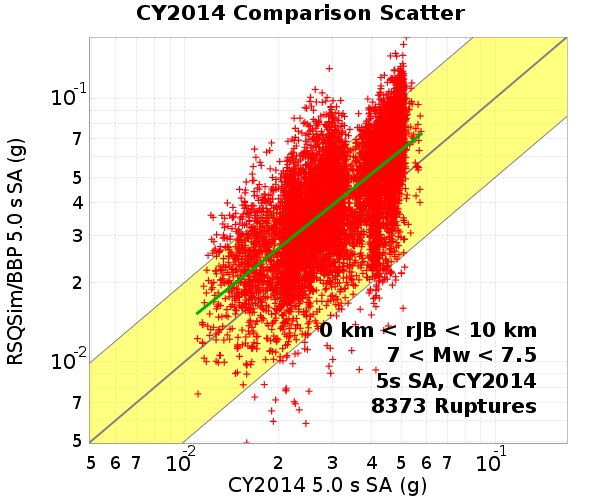 CY2014 Comparison Scatter
RSQSim/BBP 5.0 s SA (g)
10⁻¹
7
5
4
3
2
10⁻²
7
5
0 km < rJB < 10 km
7 < Mw < 7.5
5s SA, CY2014
8373 Ruptures
5 6 7 10⁻² 2 3 4 5 6 7 10⁻¹
CY2014 5.0 s SA (g)